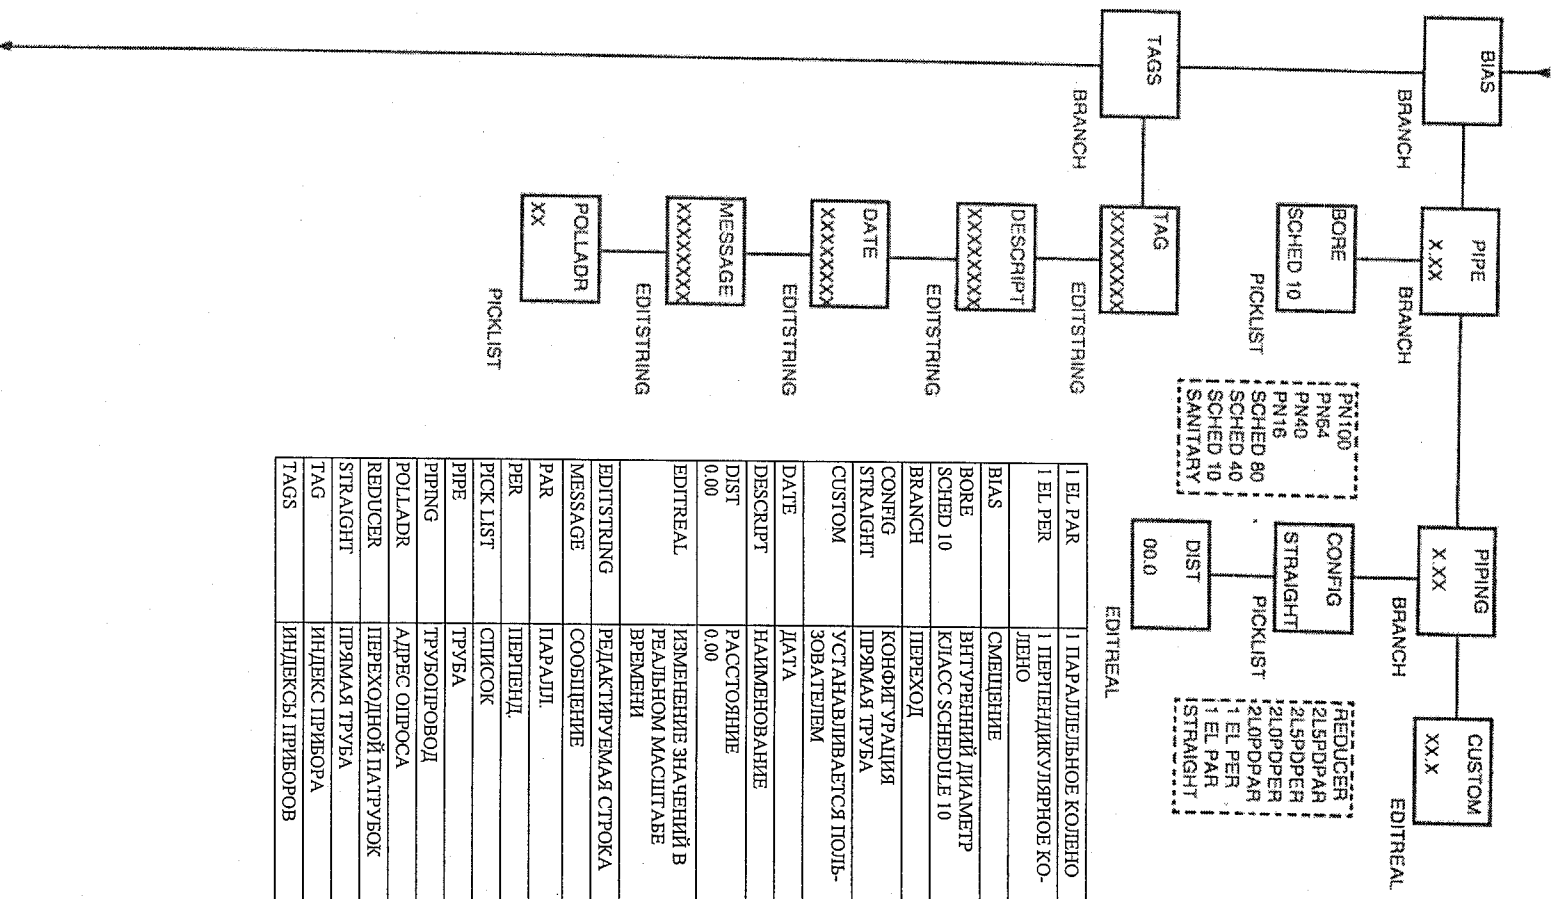 BIAS
BRANCH
PIPE
X.XX
BRANCH
PIPING
X.XX
BRANCH
CUSTOM
XX.X
EDITREAL
BORE
SCHED 10
PICKLIST
PN100
PN64
PN40
PN16
SCHED 80
SCHED 40
SCHED 10
SANITARY
CONFIG
STRAIGHT
PICKLIST
REDUCER
2L5PDPAR
2L5PDPER
2L0PDPER
2L0PDPAR
1 EL PER
1 EL PAR
STRAIGHT
DIST
00.0
EDITREAL
TAGS
BRANCH
TAG
XXXXXXXX
EDITSTRING
DESCRIPT
XXXXXXXX
EDITSTRING
DATE
XXXXXXXX
EDITSTRING
MESSAGE
XXXXXXXX
EDITSTRING
POLLADR
XX
PICKLIST
1 EL PAR 1 ПАРАЛЛЕЛЬНОЕ КОЛЕНО
1 EL PER 1 ПЕРПЕНДИКУЛЯРНОЕ КО-
ЛЕНО
BIAS СМЕЩЕНИЕ
BORE ВНТУРЕННИЙ ДИАМЕТР
SCHED 10 КЛАСС SCHEDULE 10
BRANCH ПЕРЕХОД
CONFIG КОНФИГУРАЦИЯ
STRAIGHT ПРЯМАЯ ТРУБА
CUSTOM УСТАНАВЛИВАЕТСЯ ПОЛЬ-
ЗОВАТЕЛЕМ
DATE ДАТА
DESCRIPT НАИМЕНОВАНИЕ
DIST РАССТОЯНИЕ
0.00 0.00
EDITREAL ИЗМЕНЕНИЕ ЗНАЧЕНИЙ В
РЕАЛЬНОМ МАСШТАБЕ
ВРЕМЕНИ
EDITSTRING РЕДАКТИРУЕМАЯ СТРОКА
MESSAGE СООБЩЕНИЕ
PAR ПАРАЛЛ.
PER ПЕРПЕНД.
PICK LIST СПИСОК
PIPE ТРУБА
PIPING ТРУБОПРОВОД
POLLADR АДРЕС ОПРОСА
REDUCER ПЕРЕХОДНОЙ ПАТРУБОК
STRAIGHT ПРЯМАЯ ТРУБА
TAG ИНДЕКС ПРИБОРА
TAGS ИНДЕКСЫ ПРИБОРОВ